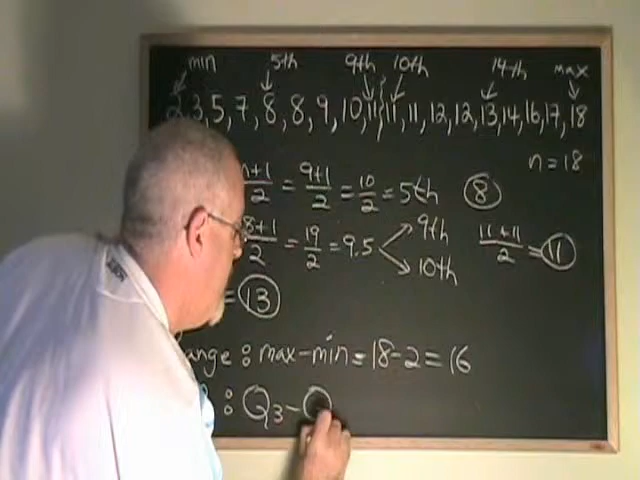 min 5th 9th 10th 14th max
2, 3, 5, 7, 8, 8, 9, 10, 11, 11, 11, 12, 12, 13, 14, 16, 17, 18
n = 18
n+1/2 = 9+1/2 = 10/2 = 5th 8
8+1/2 = 19/2 = 9.5 9th 10th 11+11/2 = 11
= 13
ange : max - min = 18 - 2 = 16
: Q3 -